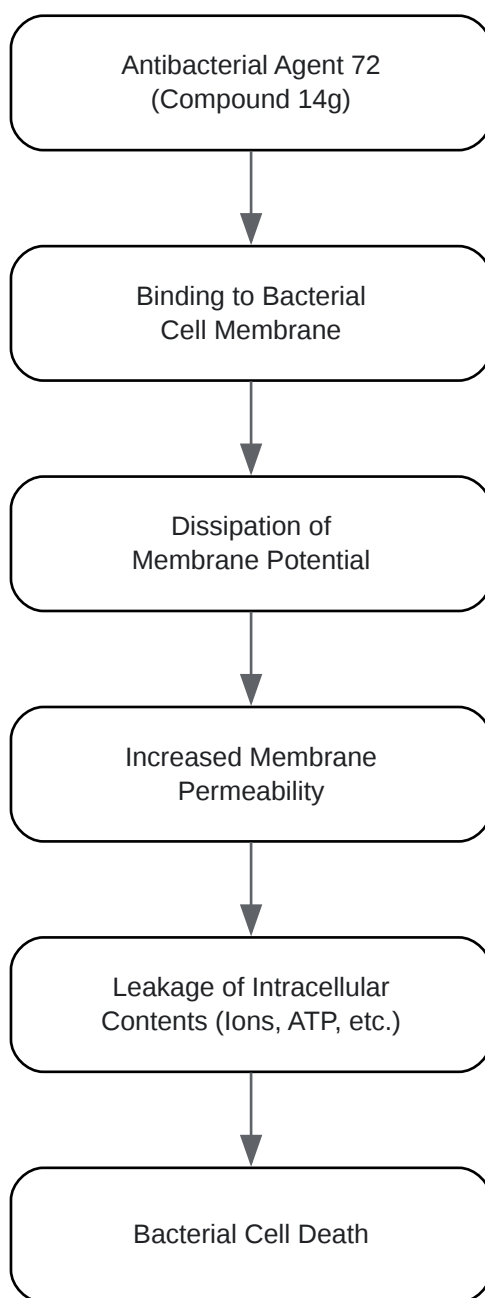 Antibacterial Agent 72
(Compound 14g)
Binding to Bacterial
Cell Membrane
Dissipation of
Membrane Potential
Increased Membrane
Permeability
Leakage of Intracellular
Contents (Ions, ATP, etc.)
Bacterial Cell Death